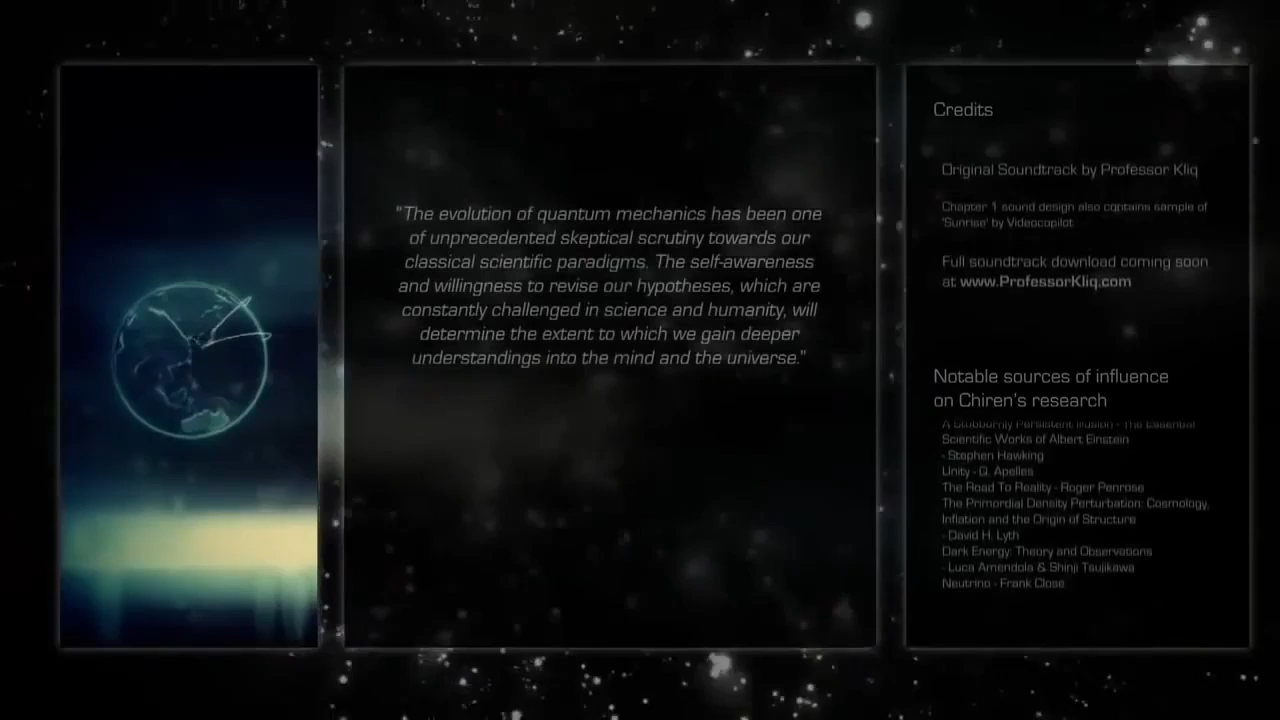 "The evolution of quantum mechanics has been one
of unprecedented skeptical scrutiny towards our
classical scientific paradigms. The self-awareness
and willingness to revise our hypotheses, which are
constantly challenged in science and humanity, will
determine the extent to which we gain deeper
understandings into the mind and the universe."
Credits
Original Soundtrack by Professor Kliq
Chapter 1 sound design also contains sample of
'Sunrise' by Videocopilot
Full soundtrack download coming soon
at www.ProfessorKliq.com
Notable sources of influence
on Chiren's research
A Stubbornly Persistent Illusion - The Essential
Scientific Works of Albert Einstein
- Stephen Hawking
Unity - G. Apelles
The Road To Reality - Roger Penrose
The Primordial Density Perturbation: Cosmology,
Inflation and the Origin of Structure
- David H. Lyth
Dark Energy: Theory and Observations
- Luca Amendola & Shinji Tsujikawa
Neutrino - Frank Close